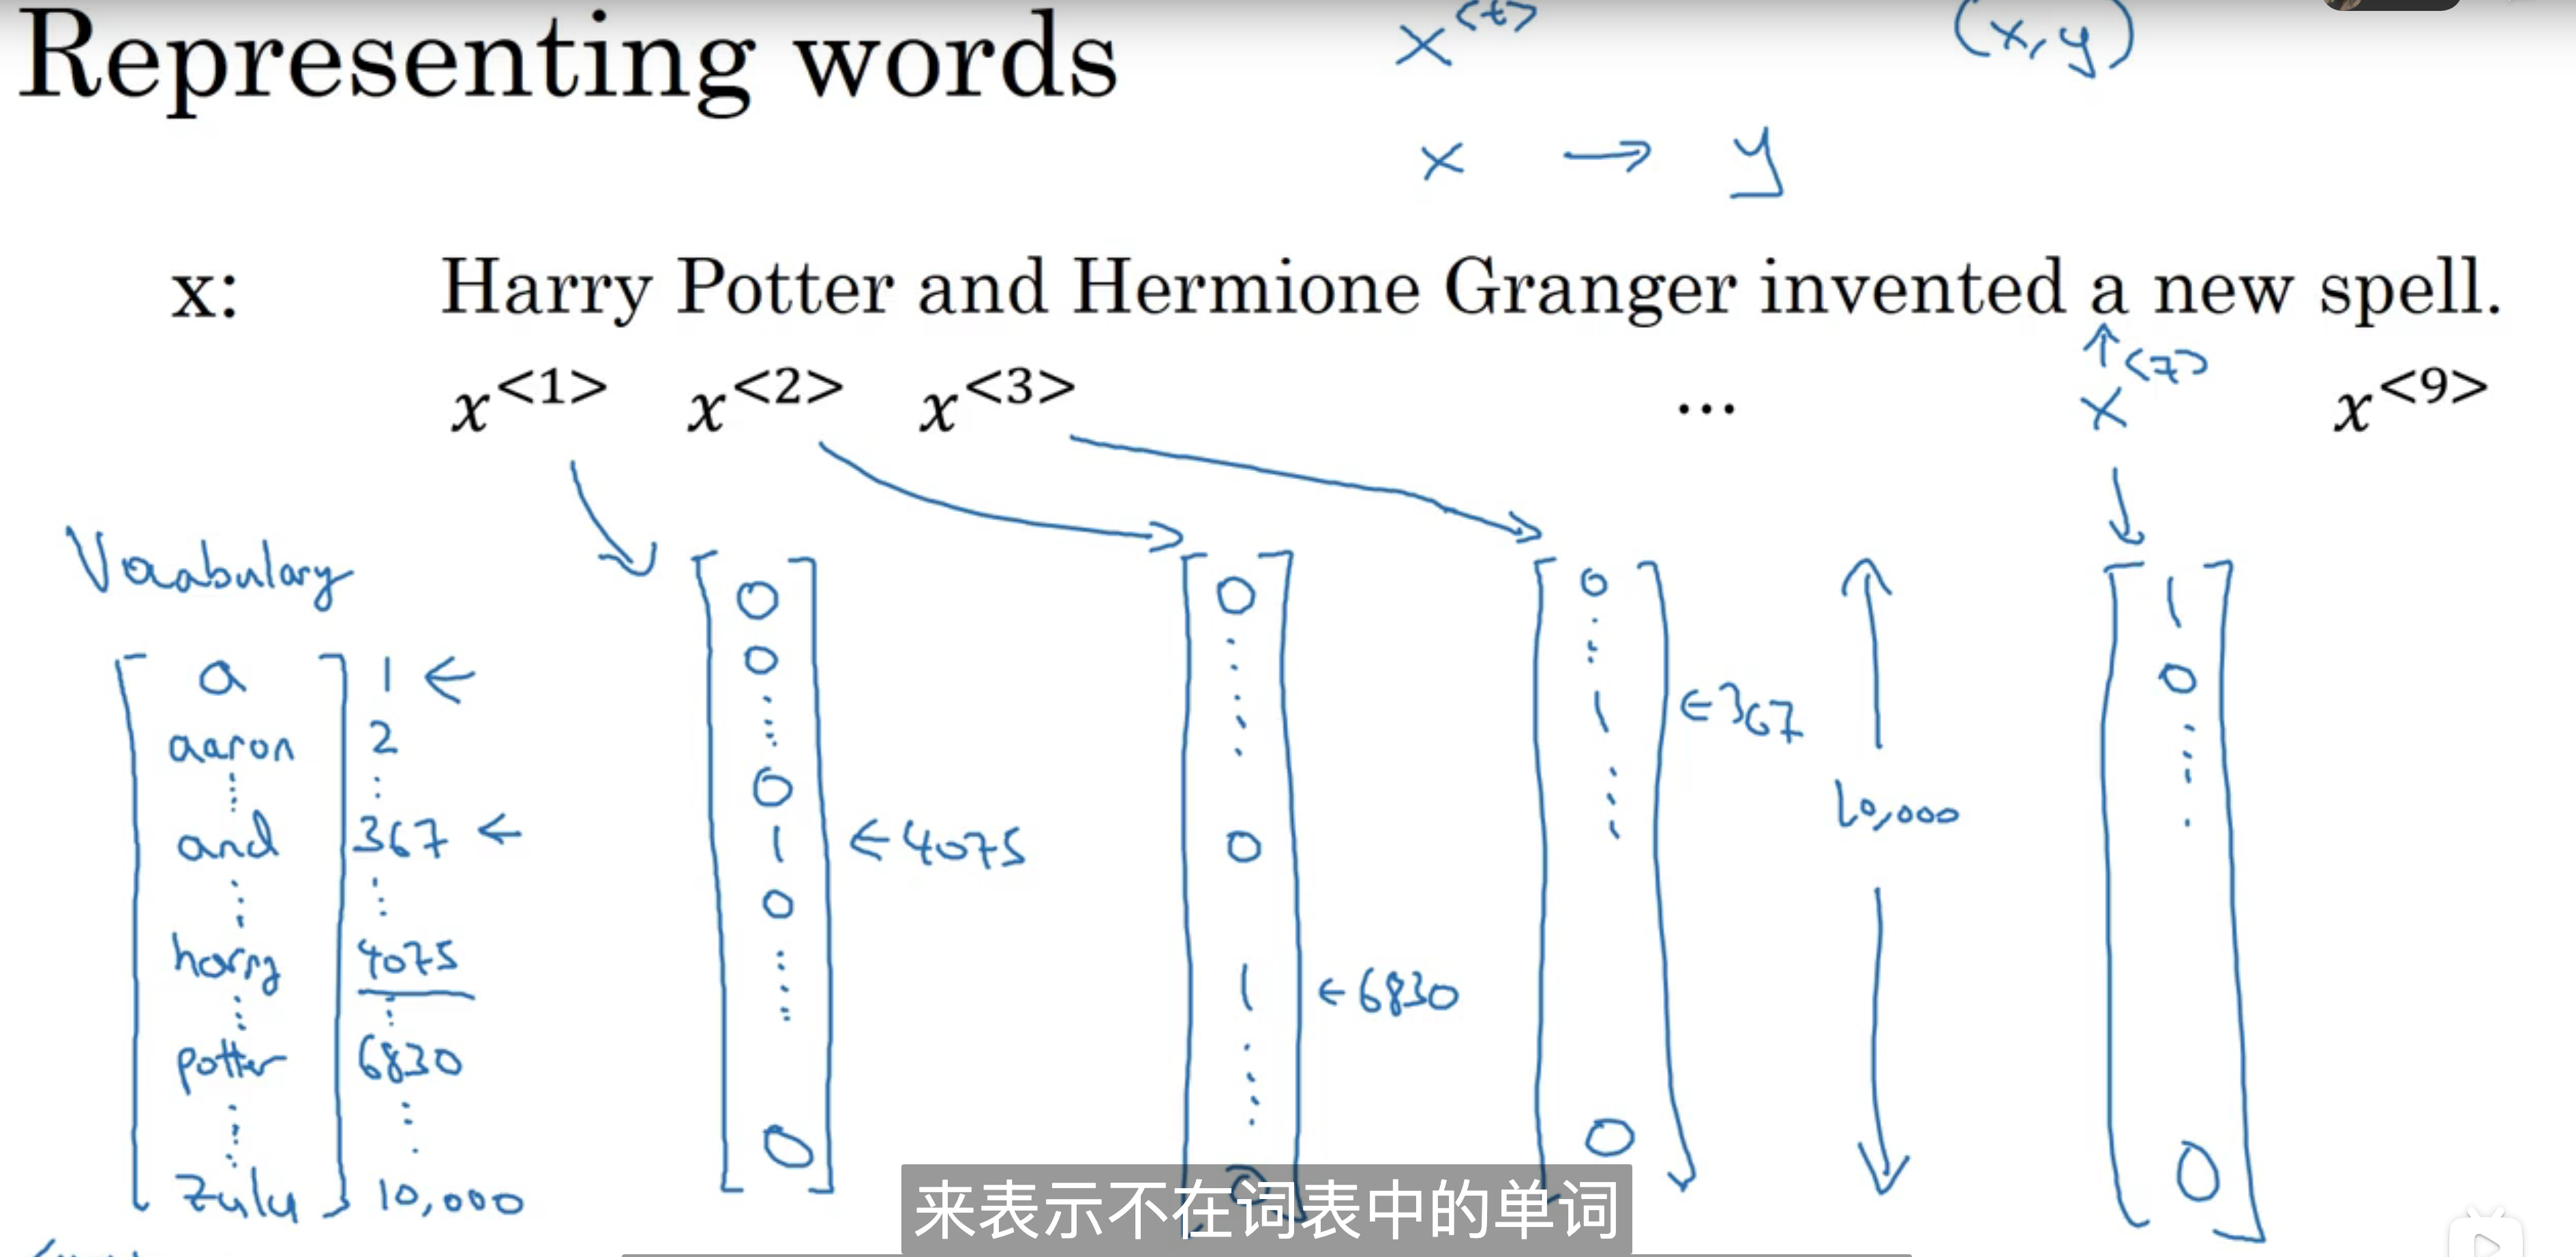 Representing words
x<t>
(x,y)
x → y
x: Harry Potter and Hermione Granger invented a new spell.
x<1> x<2> x<3> ... x<7> x<9>
Vocabulary
a 1 ←
aaron 2
⋮
and 367 ←
⋮
harry 4075
⋮
potter 6830
⋮
zulu 10,000
0
0
⋮
0
1 ←4075
0
⋮
0
0
⋮
0
1 ←6830
⋮
0
0
⋮
1 ←367
⋮
0
10,000
1
0
⋮
0
来表示不在词表中的单词